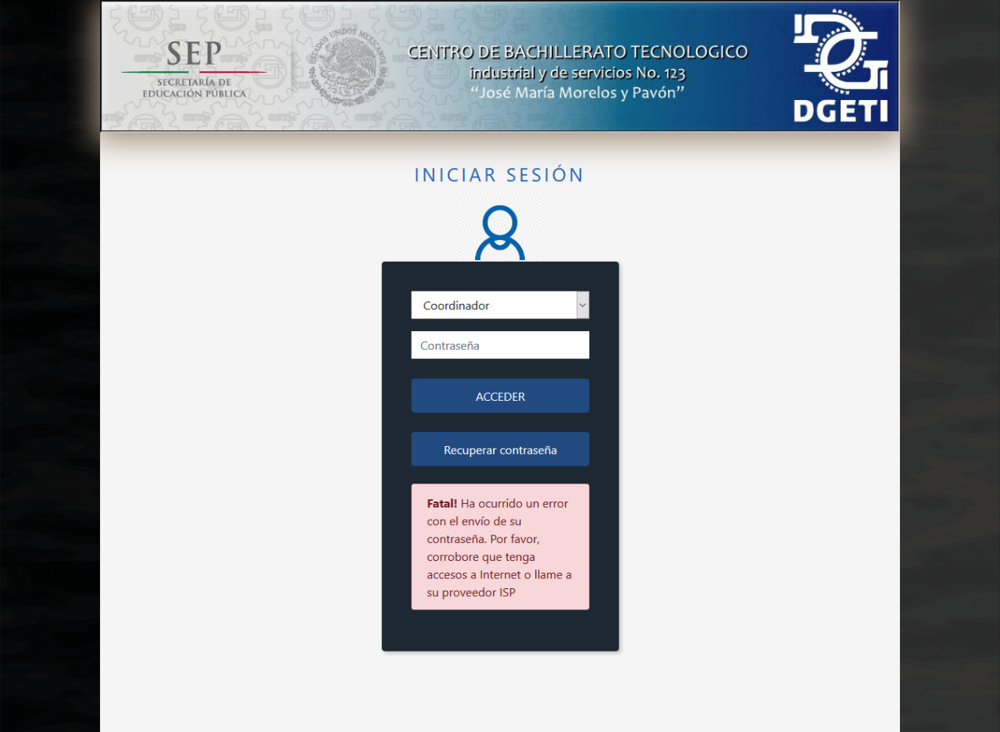 SEP
SECRETARÍA DE
EDUCACIÓN PÚBLICA
ESTADOS UNIDOS MEXICANOS
CENTRO DE BACHILLERATO TECNOLOGICO
industrial y de servicios No. 123
“José María Morelos y Pavón”
DGETI
INICIAR SESIÓN
Coordinador
Contraseña
ACCEDER
Recuperar contraseña
Fatal! Ha ocurrido un error
con el envío de su
contraseña. Por favor,
corrobore que tenga
accesos a Internet o llame a
su proveedor ISP